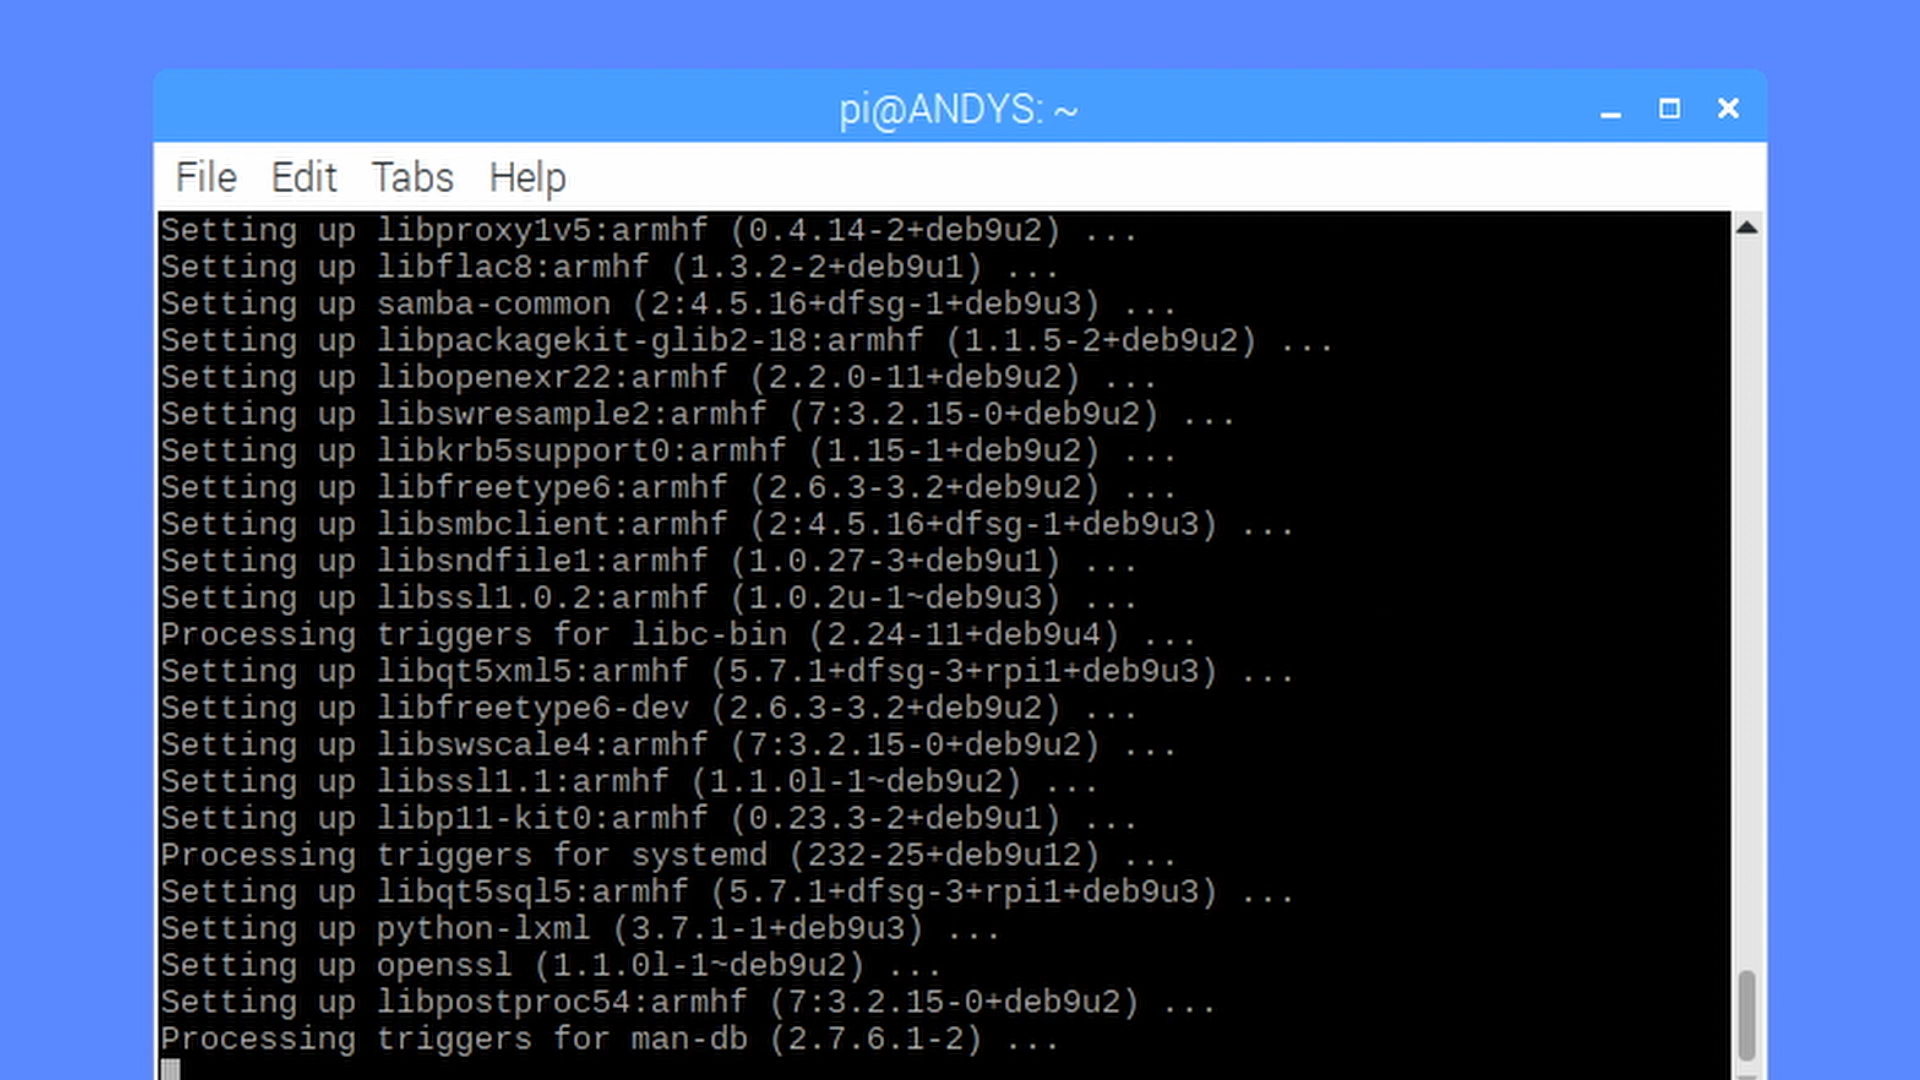 pi@ANDYS: ~
File Edit Tabs Help
Setting up libproxy1v5:armhf (0.4.14-2+deb9u2) ...
Setting up libflac8:armhf (1.3.2-2+deb9u1) ...
Setting up samba-common (2:4.5.16+dfsg-1+deb9u3) ...
Setting up libpackagekit-glib2-18:armhf (1.1.5-2+deb9u2) ...
Setting up libopenexr22:armhf (2.2.0-11+deb9u2) ...
Setting up libswresample2:armhf (7:3.2.15-0+deb9u2) ...
Setting up libkrb5support0:armhf (1.15-1+deb9u2) ...
Setting up libfreetype6:armhf (2.6.3-3.2+deb9u2) ...
Setting up libsmbclient:armhf (2:4.5.16+dfsg-1+deb9u3) ...
Setting up libsndfile1:armhf (1.0.27-3+deb9u1) ...
Setting up libssl1.0.2:armhf (1.0.2u-1~deb9u3) ...
Processing triggers for libc-bin (2.24-11+deb9u4) ...
Setting up libqt5xml5:armhf (5.7.1+dfsg-3+rpi1+deb9u3) ...
Setting up libfreetype6-dev (2.6.3-3.2+deb9u2) ...
Setting up libswscale4:armhf (7:3.2.15-0+deb9u2) ...
Setting up libssl1.1:armhf (1.1.0l-1~deb9u2) ...
Setting up libp11-kit0:armhf (0.23.3-2+deb9u1) ...
Processing triggers for systemd (232-25+deb9u12) ...
Setting up libqt5sql5:armhf (5.7.1+dfsg-3+rpi1+deb9u3) ...
Setting up python-lxml (3.7.1-1+deb9u3) ...
Setting up openssl (1.1.0l-1~deb9u2) ...
Setting up libpostproc54:armhf (7:3.2.15-0+deb9u2) ...
Processing triggers for man-db (2.7.6.1-2) ...